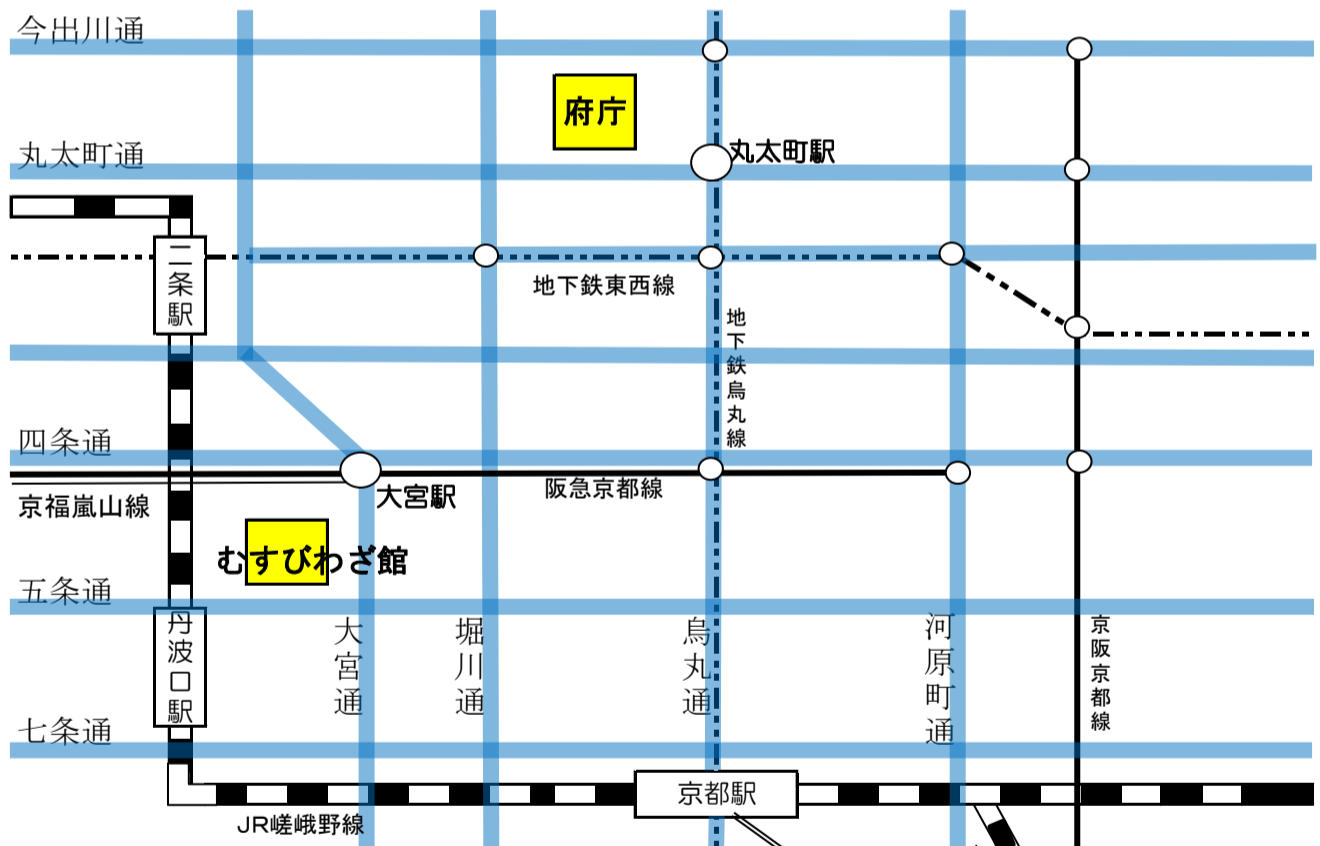 今出川通
府庁
丸太町通
丸太町駅
二条駅
地下鉄東西線
地下鉄烏丸線
四条通
京福嵐山線
大宮駅
阪急京都線
むすびわざ館
五条通
丹波口駅
大宮通
堀川通
烏丸通
河原町通
京阪京都線
七条通
京都駅
JR嵯峨野線